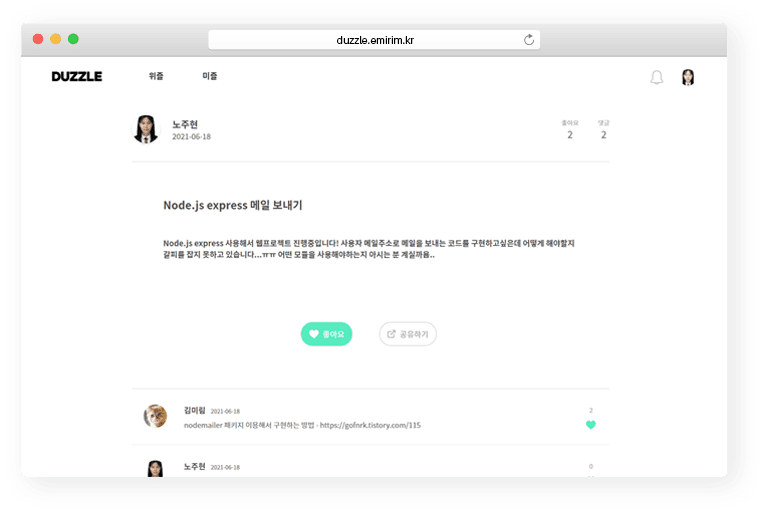 duzzle.emirim.kr
DUZZLE 위즐 미즐
노주현
2021-06-18
좋아요 댓글
2 2
Node.js express 메일 보내기
Node.js express 사용해서 웹프로젝트 진행중입니다! 사용자 메일주소로 메일을 보내는 코드를 구현하고싶은데 어떻게 해야할지
갈피를 잡지 못하고 있습니다...ㅠㅠ 어떤 모듈을 사용해야하는지 아시는 분 계실까욤..
좋아요 공유하기
김미림 2021-06-18 2
nodemailer 패키지 이용해서 구현하는 방법 - https://gofnrk.tistory.com/115
노주현 2021-06-18 0